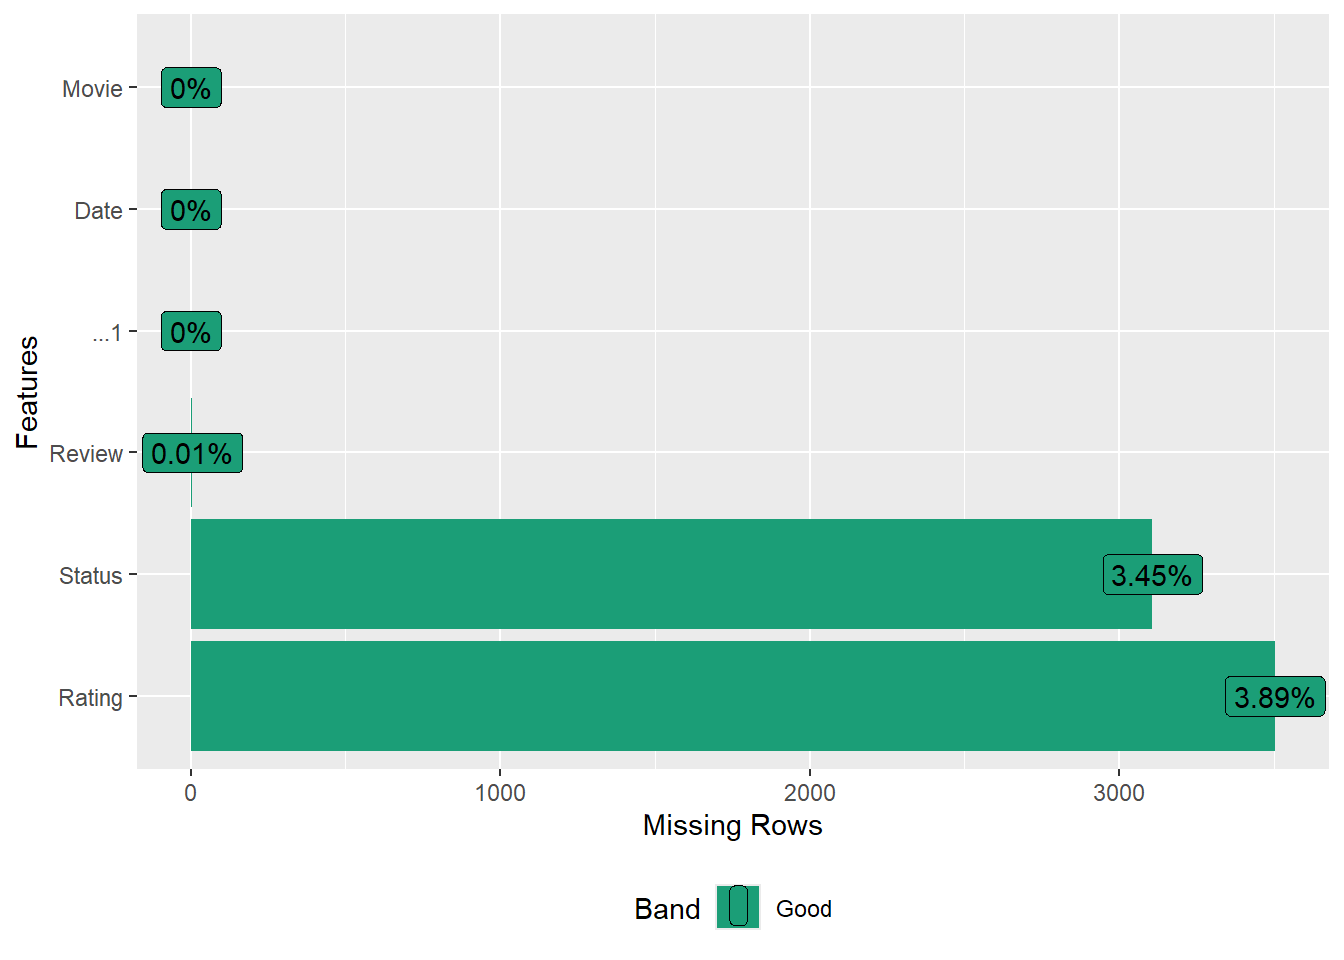 Movie
0%
Date
0%
...1
0%
Features
Review
0.01%
Status
3.45%
Rating
3.89%
0 1000 2000 3000
Missing Rows
Band Good